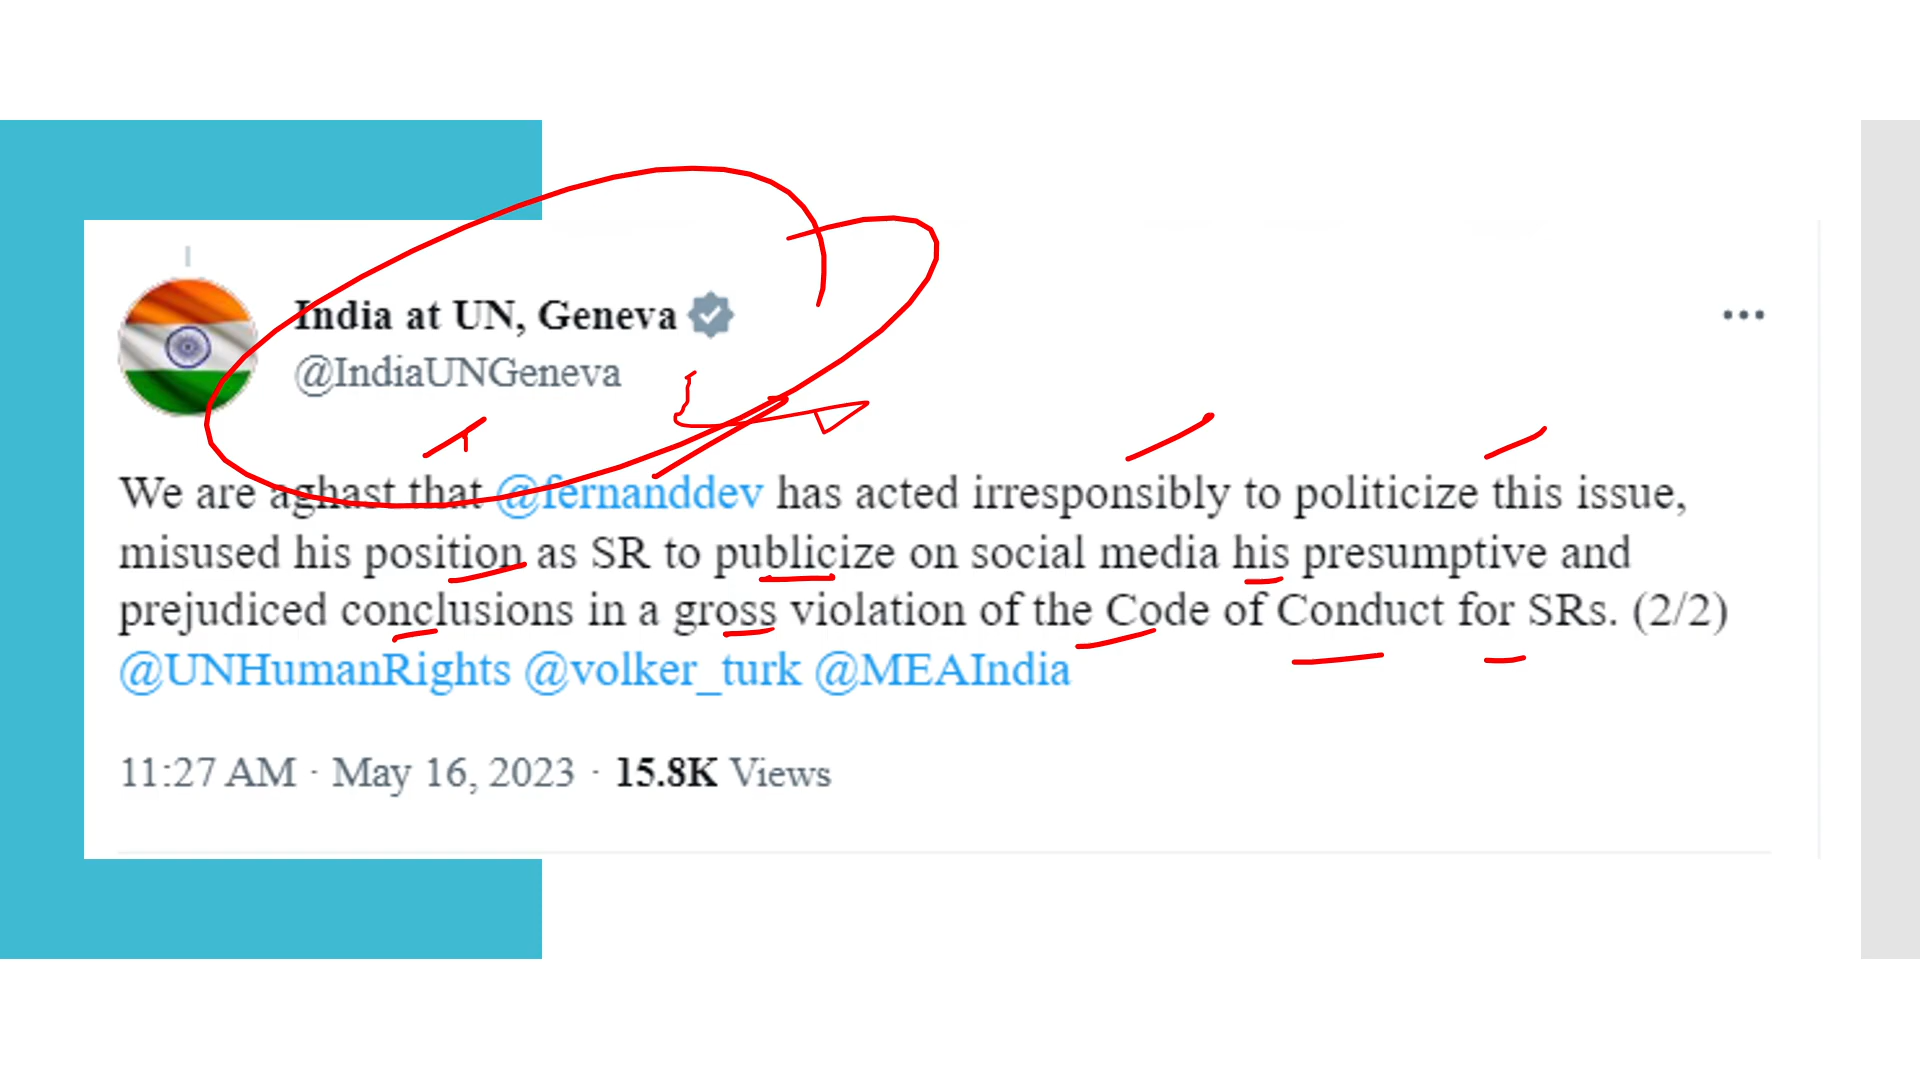 India at UN, Geneva
@IndiaUNGeneva
We are aghast that @fernanddev has acted irresponsibly to politicize this issue,
misused his position as SR to publicize on social media his presumptive and
prejudiced conclusions in a gross violation of the Code of Conduct for SRs. (2/2)
@UNHumanRights @volker_turk @MEAIndia
11:27 AM · May 16, 2023 · 15.8K Views